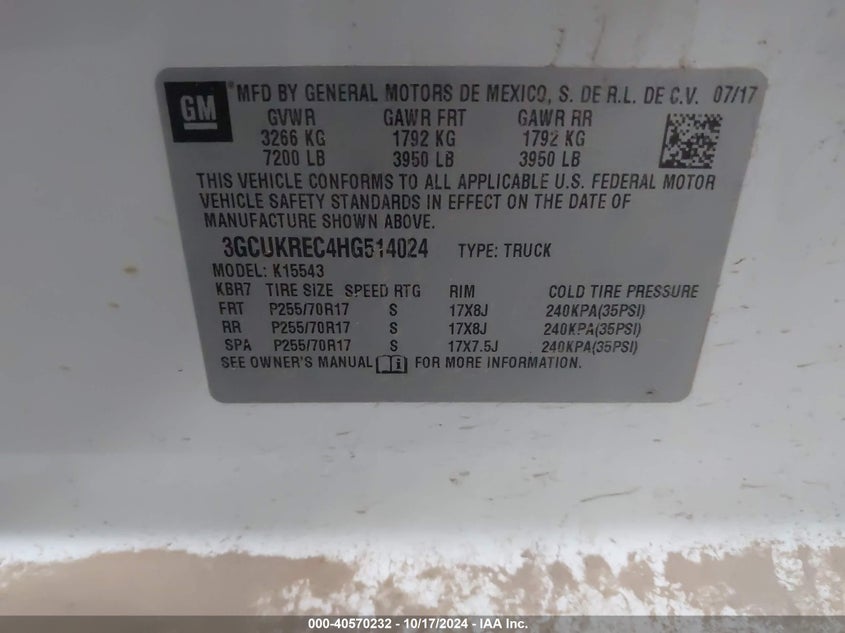 GM ® MFD BY GENERAL MOTORS DE MEXICO, S. DE R.L. DE C.V. 07/17
GVWR GAWR FRT GAWR RR
3266 KG 1792 KG 1792 KG
7200 LB 3950 LB 3950 LB
THIS VEHICLE CONFORMS TO ALL APPLICABLE U.S. FEDERAL MOTOR
VEHICLE SAFETY STANDARDS IN EFFECT ON THE DATE OF
MANUFACTURE SHOWN ABOVE.
3GCUKREC4HG514024 TYPE: TRUCK
MODEL: K15543
KBR7 TIRE SIZE SPEED RTG RIM COLD TIRE PRESSURE
FRT P255/70R17 S 17X8J 240KPA(35PSI)
RR P255/70R17 S 17X8J 240KPA(35PSI)
SPA P255/70R17 S 17X7.5J 240KPA(35PSI)
SEE OWNER'S MANUAL FOR MORE INFORMATION.
000-40570232 - 10/17/2024 - IAA Inc.